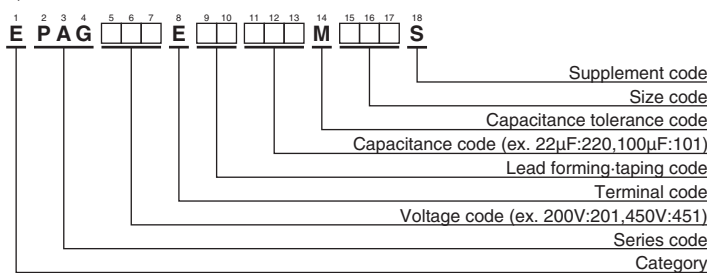 1 2 3 4 5 6 7 8 9 10 11 12 13 14 15 16 17 18
E PAG E M S
Supplement code
Size code
Capacitance tolerance code
Capacitance code (ex. 22μF:220,100μF:101)
Lead forming·taping code
Terminal code
Voltage code (ex. 200V:201,450V:451)
Series code
Category